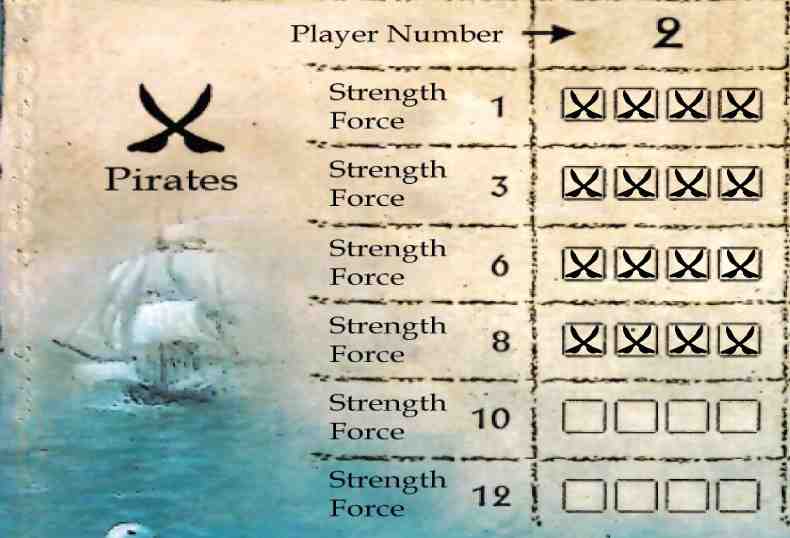 Player Number 2
Pirates
Strength
Force 1
Strength
Force 3
Strength
Force 6
Strength
Force 8
Strength
Force 10
Strength
Force 12